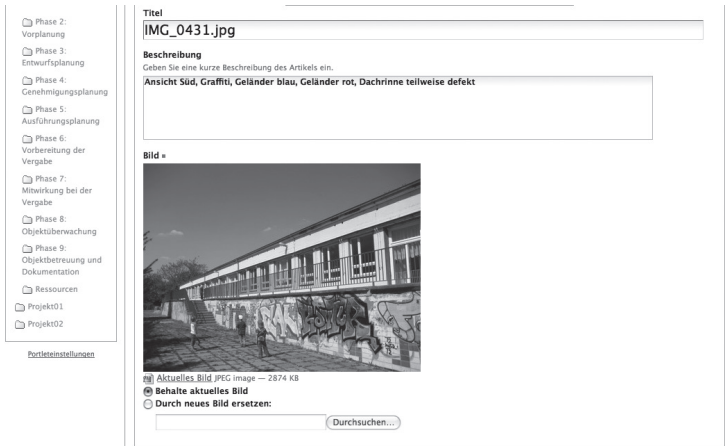 Phase 2:
Vorplanung
Phase 3:
Entwurfsplanung
Phase 4:
Genehmigungsplanung
Phase 5:
Ausführungsplanung
Phase 6:
Vorbereitung der
Vergabe
Phase 7:
Mitwirkung bei der
Vergabe
Phase 8:
Objektüberwachung
Phase 9:
Objektbetreuung und
Dokumentation
Ressourcen
Projekt01
Projekt02
Portleteinstellungen
Titel
IMG_0431.jpg
Beschreibung
Geben Sie eine kurze Beschreibung des Artikels ein.
Ansicht Süd, Graffiti, Geländer blau, Geländer rot, Dachrinne teilweise defekt
Bild
Aktuelles Bild JPEG image — 2874 KB
Behalte aktuelles Bild
Durch neues Bild ersetzen:
Durchsuchen...